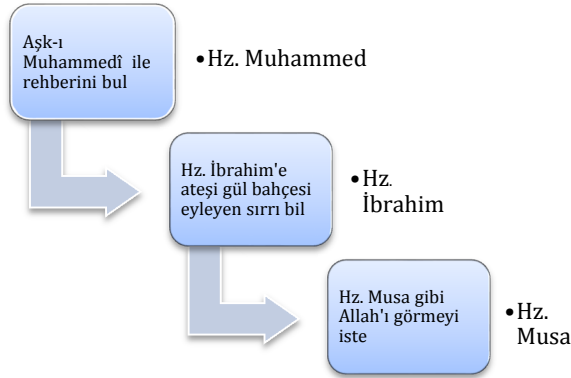 Aşk-ı
Muhammedî ile
rehberini bul
•Hz. Muhammed
Hz. İbrahim'e
ateşi gül bahçesi
eyleyen sırrı bil
•Hz.
İbrahim
Hz. Musa gibi
Allah'ı görmeyi
iste
•Hz.
Musa